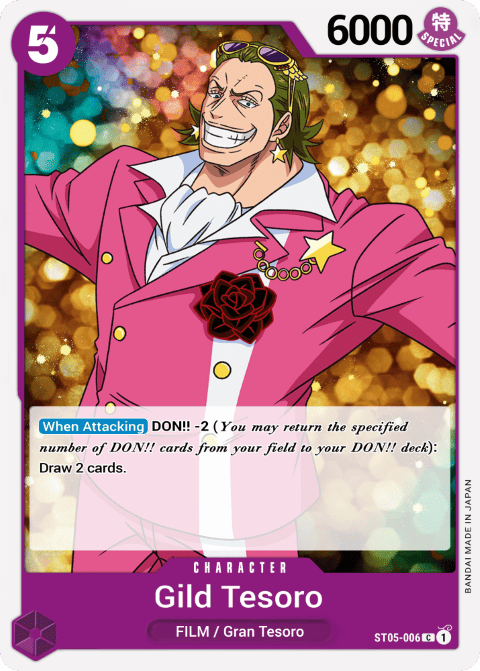 5
6000
特
SPECIAL
When Attacking DON!! -2 (You may return the specified
number of DON!! cards from your field to your DON!! deck):
Draw 2 cards.
BANDAI MADE IN JAPAN
CHARACTER
Gild Tesoro
FILM / Gran Tesoro
ST05-006 C 1